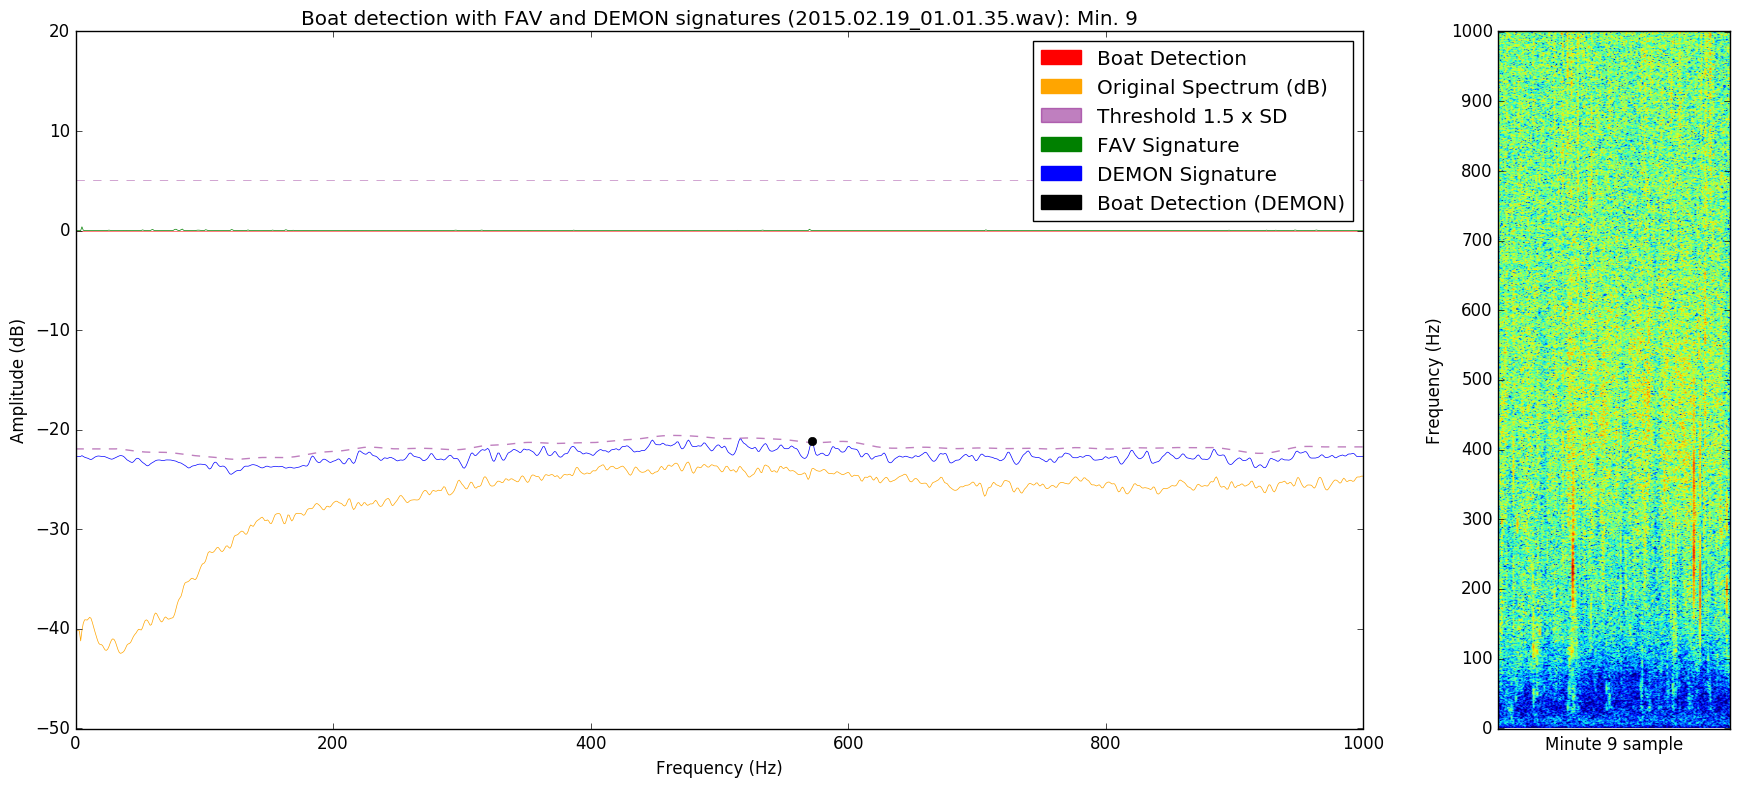 Boat detection with FAV and DEMON signatures (2015.02.19_01.01.35.wav): Min. 9
20
10
0
−10
−20
−30
−40
−50
Amplitude (dB)
0 200 400 600 800 1000
Frequency (Hz)
Boat Detection
Original Spectrum (dB)
Threshold 1.5 x SD
FAV Signature
DEMON Signature
Boat Detection (DEMON)
1000
900
800
700
600
500
400
300
200
100
0
Frequency (Hz)
Minute 9 sample